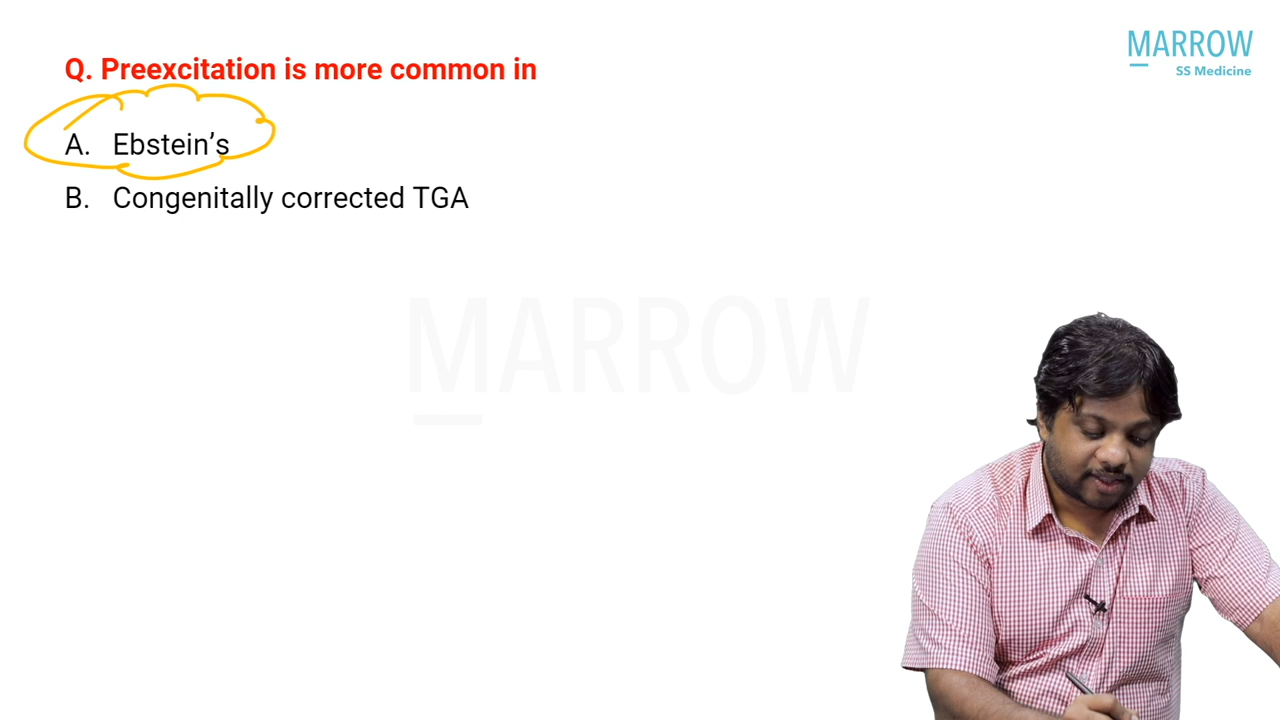 MARROW
SS Medicine
Q. Preexcitation is more common in
A. Ebstein’s
B. Congenitally corrected TGA
MARROW